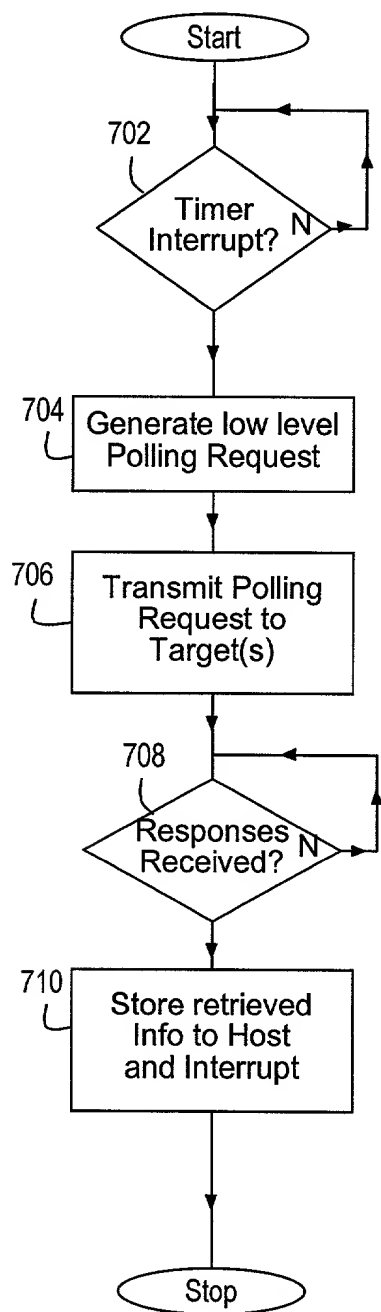 Start
702
Timer
Interrupt?
N
704
Generate low level
Polling Request
706
Transmit Polling
Request to
Target(s)
708
Responses
Received?
N
710
Store retrieved
Info to Host
and Interrupt
Stop